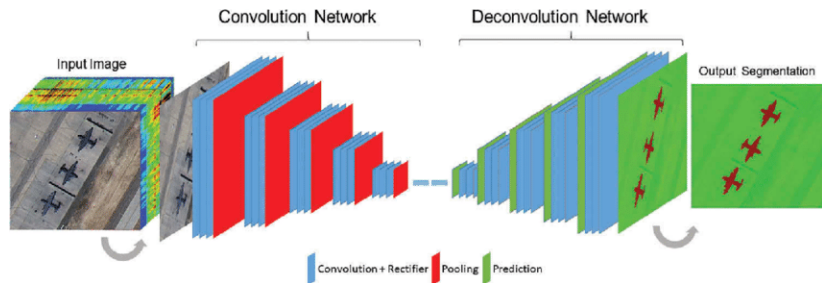 Convolution Network
Deconvolution Network
Input Image
Output Segmentation
Convolution + Rectifier
Pooling
Prediction